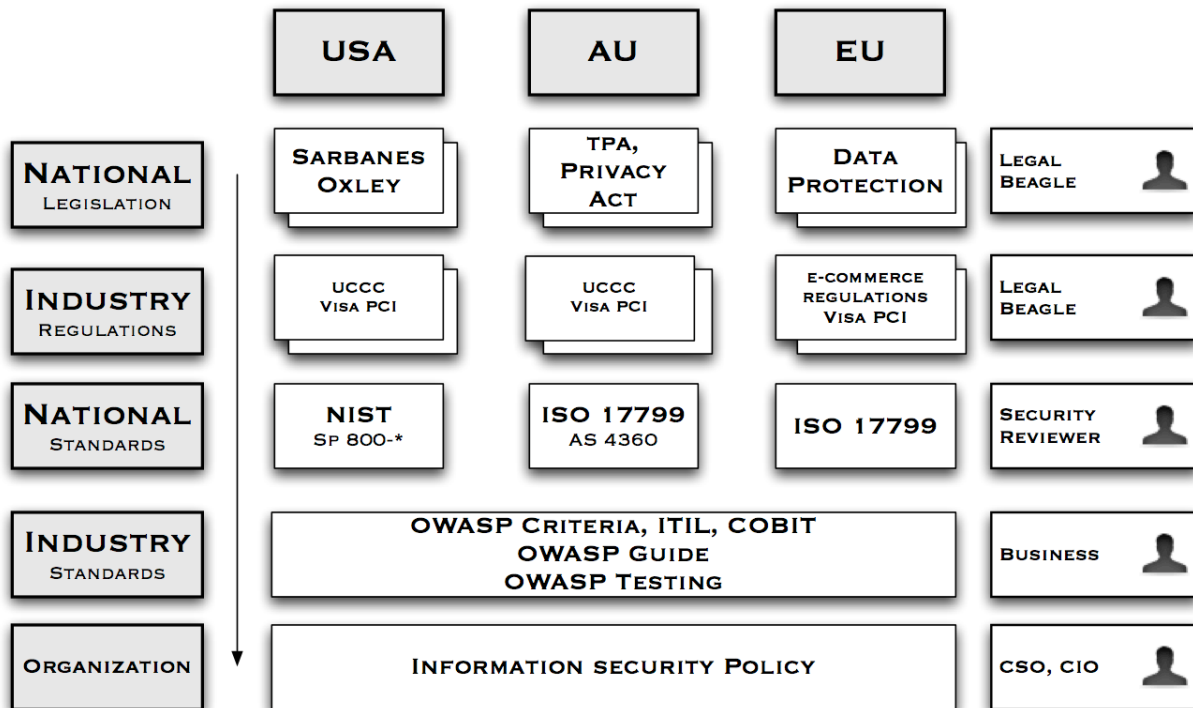 USA
AU
EU
NATIONAL
LEGISLATION
SARBANES
OXLEY
TPA,
PRIVACY
ACT
DATA
PROTECTION
LEGAL
BEAGLE
INDUSTRY
REGULATIONS
UCCC
VISA PCI
UCCC
VISA PCI
E-COMMERCE
REGULATIONS
VISA PCI
LEGAL
BEAGLE
NATIONAL
STANDARDS
NIST
SP 800-*
ISO 17799
AS 4360
ISO 17799
SECURITY
REVIEWER
INDUSTRY
STANDARDS
OWASP CRITERIA, ITIL, COBIT
OWASP GUIDE
OWASP TESTING
BUSINESS
ORGANIZATION
INFORMATION SECURITY POLICY
CSO, CIO